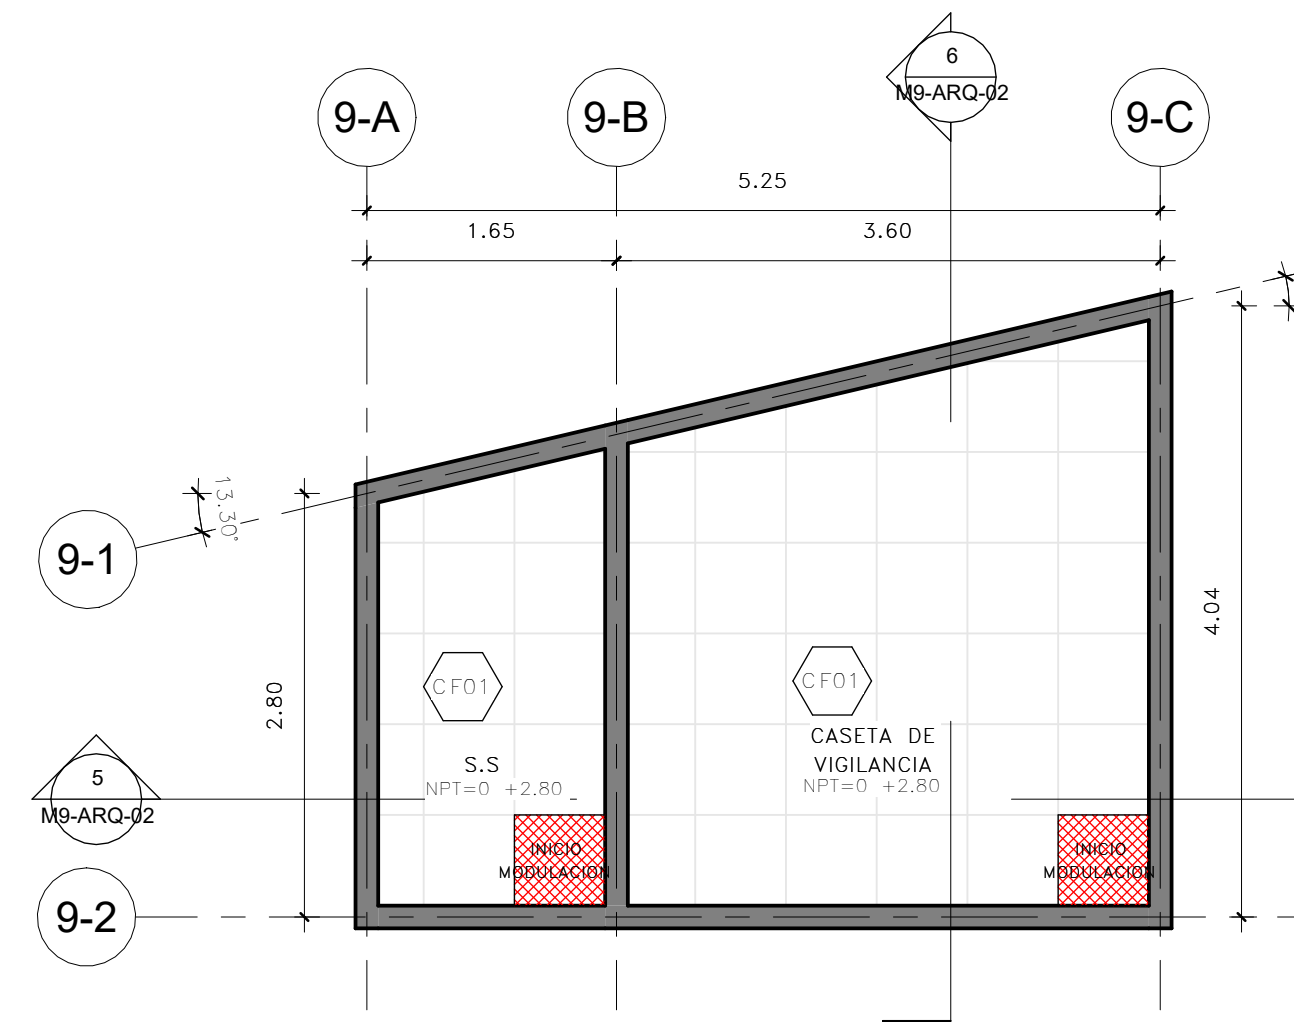 6
M9-ARQ-02
9-A
9-B
9-C
5.25
1.65
3.60
13.30°
9-1
4.04
2.80
CF01
CF01
CASETA DE
VIGILANCIA
NPT=0 +2.80
S.S
NPT=0 +2.80
5
M9-ARQ-02
INICIO
MODULACION
INICIO
MODULACION
9-2